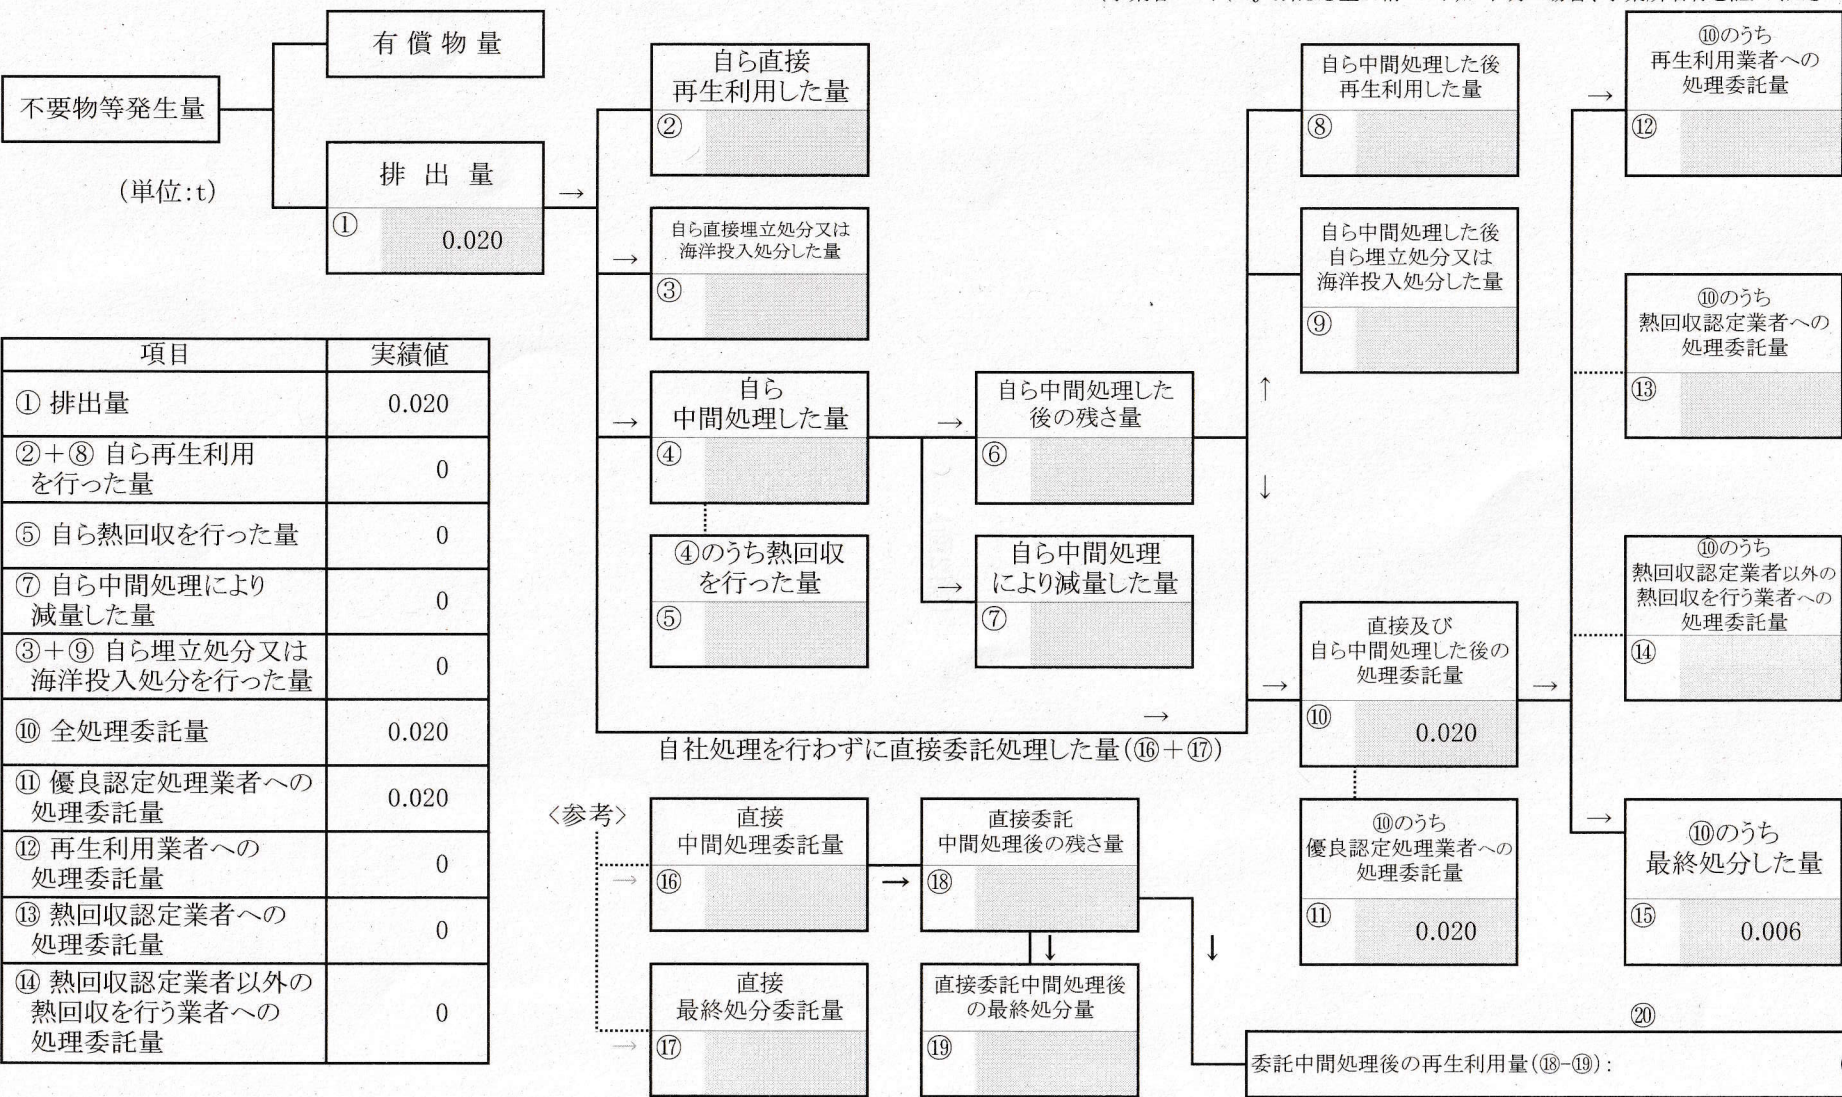 有償物量
不要物等発生量
(単位:t)
排出量
①
0.020
→
自ら直接
再生利用した量
②
→
自ら直接埋立処分又は
海洋投入処分した量
③
→
自ら
中間処理した量
④
④のうち熱回収
を行った量
⑤
→
自ら中間処理した
後の残さ量
⑥
→
自ら中間処理
により減量した量
⑦
自ら中間処理した後
再生利用した量
⑧
自ら中間処理した後
自ら埋立処分又は
海洋投入処分した量
⑨
↑
↓
→
自社処理を行わずに直接委託処理した量(⑯+⑰)
→
直接及び
自ら中間処理した後の
処理委託量
⑩
0.020
→
⑩のうち
優良認定処理業者への
処理委託量
⑪
0.020
→
⑩のうち
再生利用業者への
処理委託量
⑫
⑩のうち
熱回収認定業者への
処理委託量
⑬
⑩のうち
熱回収認定業者以外の
熱回収を行う業者への
処理委託量
⑭
→
⑩のうち
最終処分した量
⑮
0.006
項目 実績値
① 排出量 0.020
②+⑧ 自ら再生利用
を行った量 0
⑤ 自ら熱回収を行った量 0
⑦ 自ら中間処理により
減量した量 0
③+⑨ 自ら埋立処分又は
海洋投入処分を行った量 0
⑩ 全処理委託量 0.020
⑪ 優良認定処理業者への
処理委託量 0.020
⑫ 再生利用業者への
処理委託量 0
⑬ 熱回収認定業者への
処理委託量 0
⑭ 熱回収認定業者以外の
熱回収を行う業者への
処理委託量 0
<参考>
→
直接
中間処理委託量
⑯
→
直接委託
中間処理後の残さ量
⑱
↓
↓
→
直接
最終処分委託量
⑰
直接委託中間処理後
の最終処分量
⑲
⑳
委託中間処理後の再生利用量(⑱-⑲):